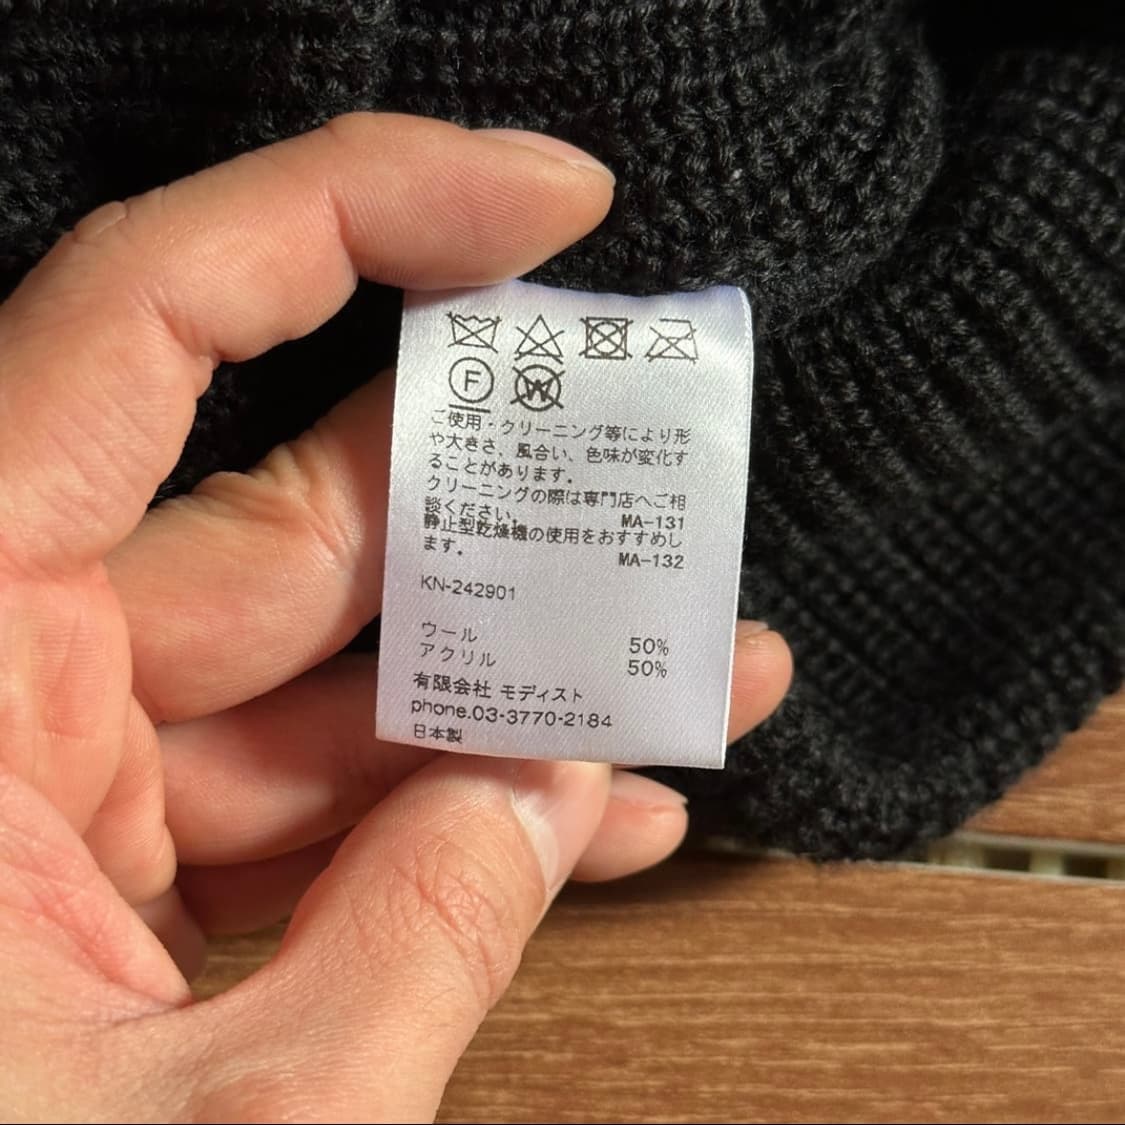 F W
ご使用・クリーニング等により形
や大きさ、風合い、色味が変化す
ることがあります。
クリーニングの際は専門店へご相
談ください。 MA-131
静止型乾燥機の使用をおすすめし
ます。 MA-132
KN-242901
ウール 50%
アクリル 50%
有限会社 モディスト
phone.03-3770-2184
日本製